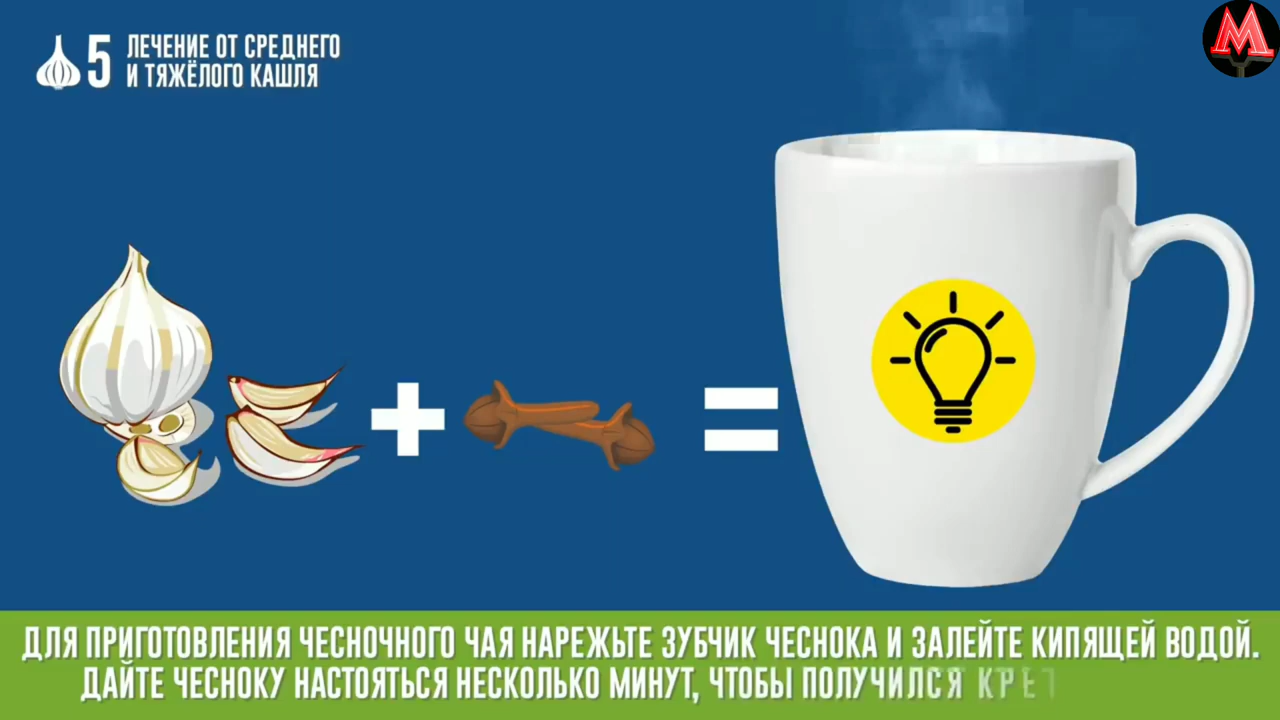 М
5 ЛЕЧЕНИЕ ОТ СРЕДНЕГО
И ТЯЖЁЛОГО КАШЛЯ
ДЛЯ ПРИГОТОВЛЕНИЯ ЧЕСНОЧНОГО ЧАЯ НАРЕЖЬТЕ ЗУБЧИК ЧЕСНОКА И ЗАЛЕЙТЕ КИПЯЩЕЙ ВОДОЙ.
ДАЙТЕ ЧЕСНОКУ НАСТОЯТЬСЯ НЕСКОЛЬКО МИНУТ, ЧТОБЫ ПОЛУЧИЛСЯ